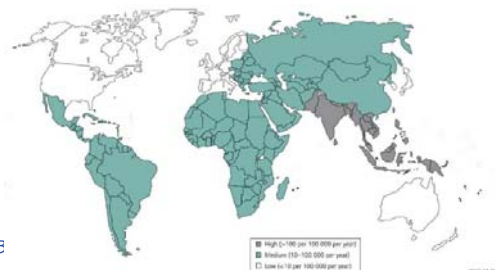 High (>100 per 100 000 per year)
Medium (10–100 000 per year)
Low (<10 per 100 000 per year)